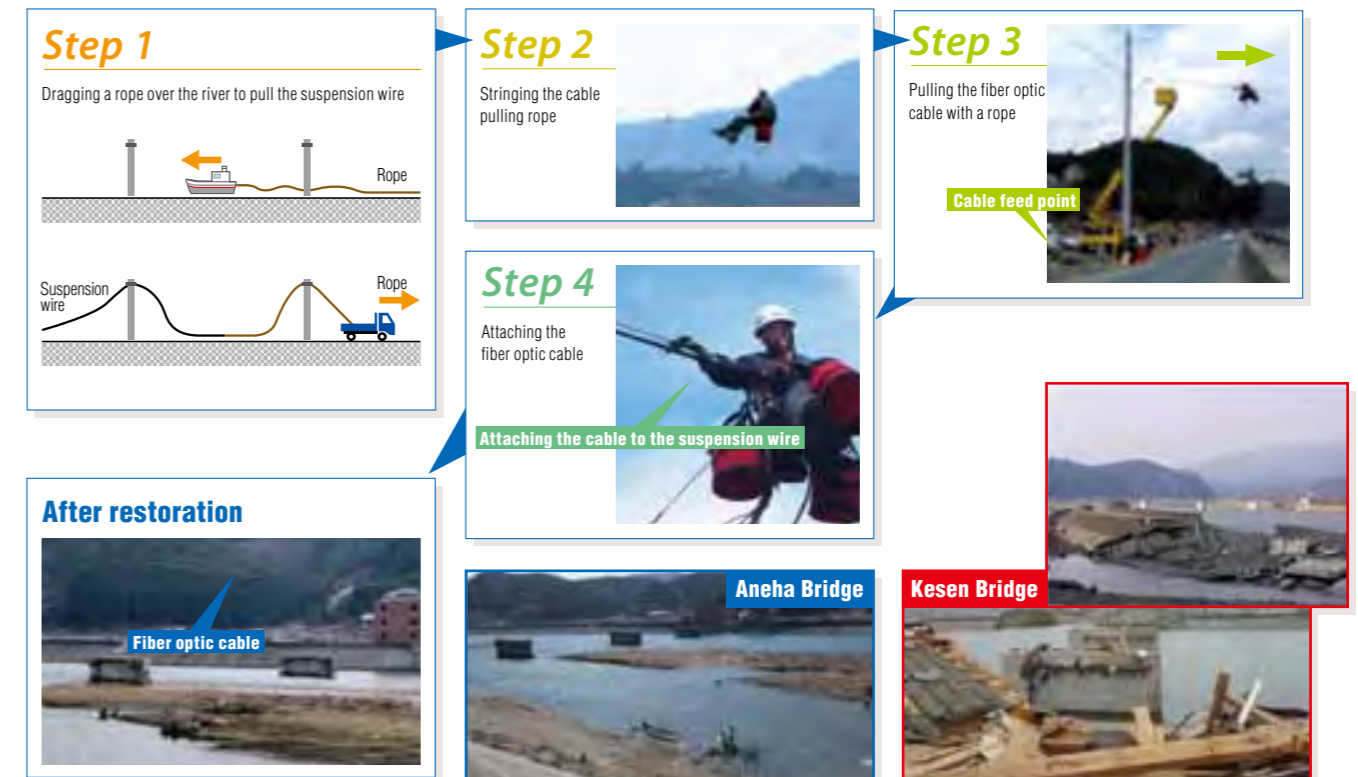 Step 1
Dragging a rope over the river to pull the suspension wire
Rope
Suspension
wire
Rope
Step 2
Stringing the cable
pulling rope
Step 3
Pulling the fiber optic
cable with a rope
Cable feed point
Step 4
Attaching the
fiber optic cable
Attaching the cable to the suspension wire
After restoration
Fiber optic cable
Aneha Bridge
Kesen Bridge